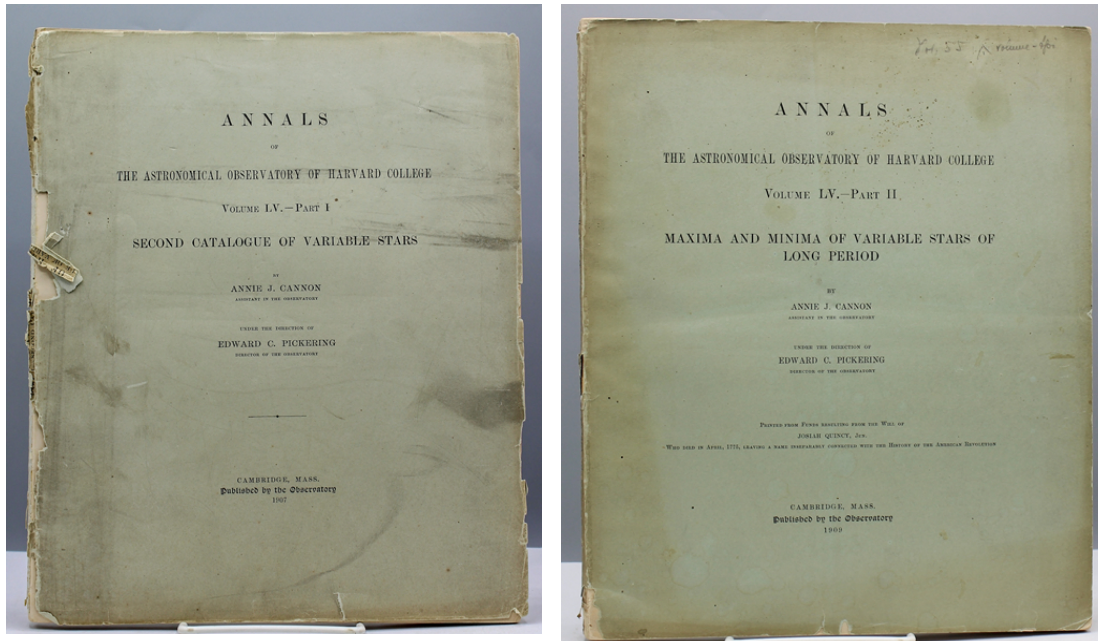 ANNALS
OF
THE ASTRONOMICAL OBSERVATORY OF HARVARD COLLEGE
VOLUME LV.—PART I
SECOND CATALOGUE OF VARIABLE STARS
BY
ANNIE J. CANNON
ASSISTANT IN THE OBSERVATORY
UNDER THE DIRECTION OF
EDWARD C. PICKERING
DIRECTOR OF THE OBSERVATORY
CAMBRIDGE, MASS.
Published by the Observatory
1907
Vol. 55
ANNALS
OF
THE ASTRONOMICAL OBSERVATORY OF HARVARD COLLEGE
VOLUME LV.—PART II
MAXIMA AND MINIMA OF VARIABLE STARS OF
LONG PERIOD
BY
ANNIE J. CANNON
ASSISTANT IN THE OBSERVATORY
UNDER THE DIRECTION OF
EDWARD C. PICKERING
DIRECTOR OF THE OBSERVATORY
PRINTED FROM FUNDS RESULTING FROM THE WILL OF
JOSIAH QUINCY, JUN.
WHO DIED IN APRIL, 1775, LEAVING A NAME INSEPARABLY CONNECTED WITH THE HISTORY OF THE AMERICAN REVOLUTION
CAMBRIDGE, MASS.
Published by the Observatory
1909